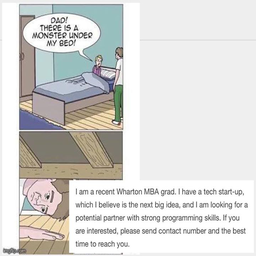 DAD!
THERE IS A
MONSTER UNDER
MY BED!
I am a recent Wharton MBA grad. I have a tech start-up,
which I believe is the next big idea, and I am looking for a
potential partner with strong programming skills. If you
are interested, please send contact number and the best
time to reach you.
imgflip.com